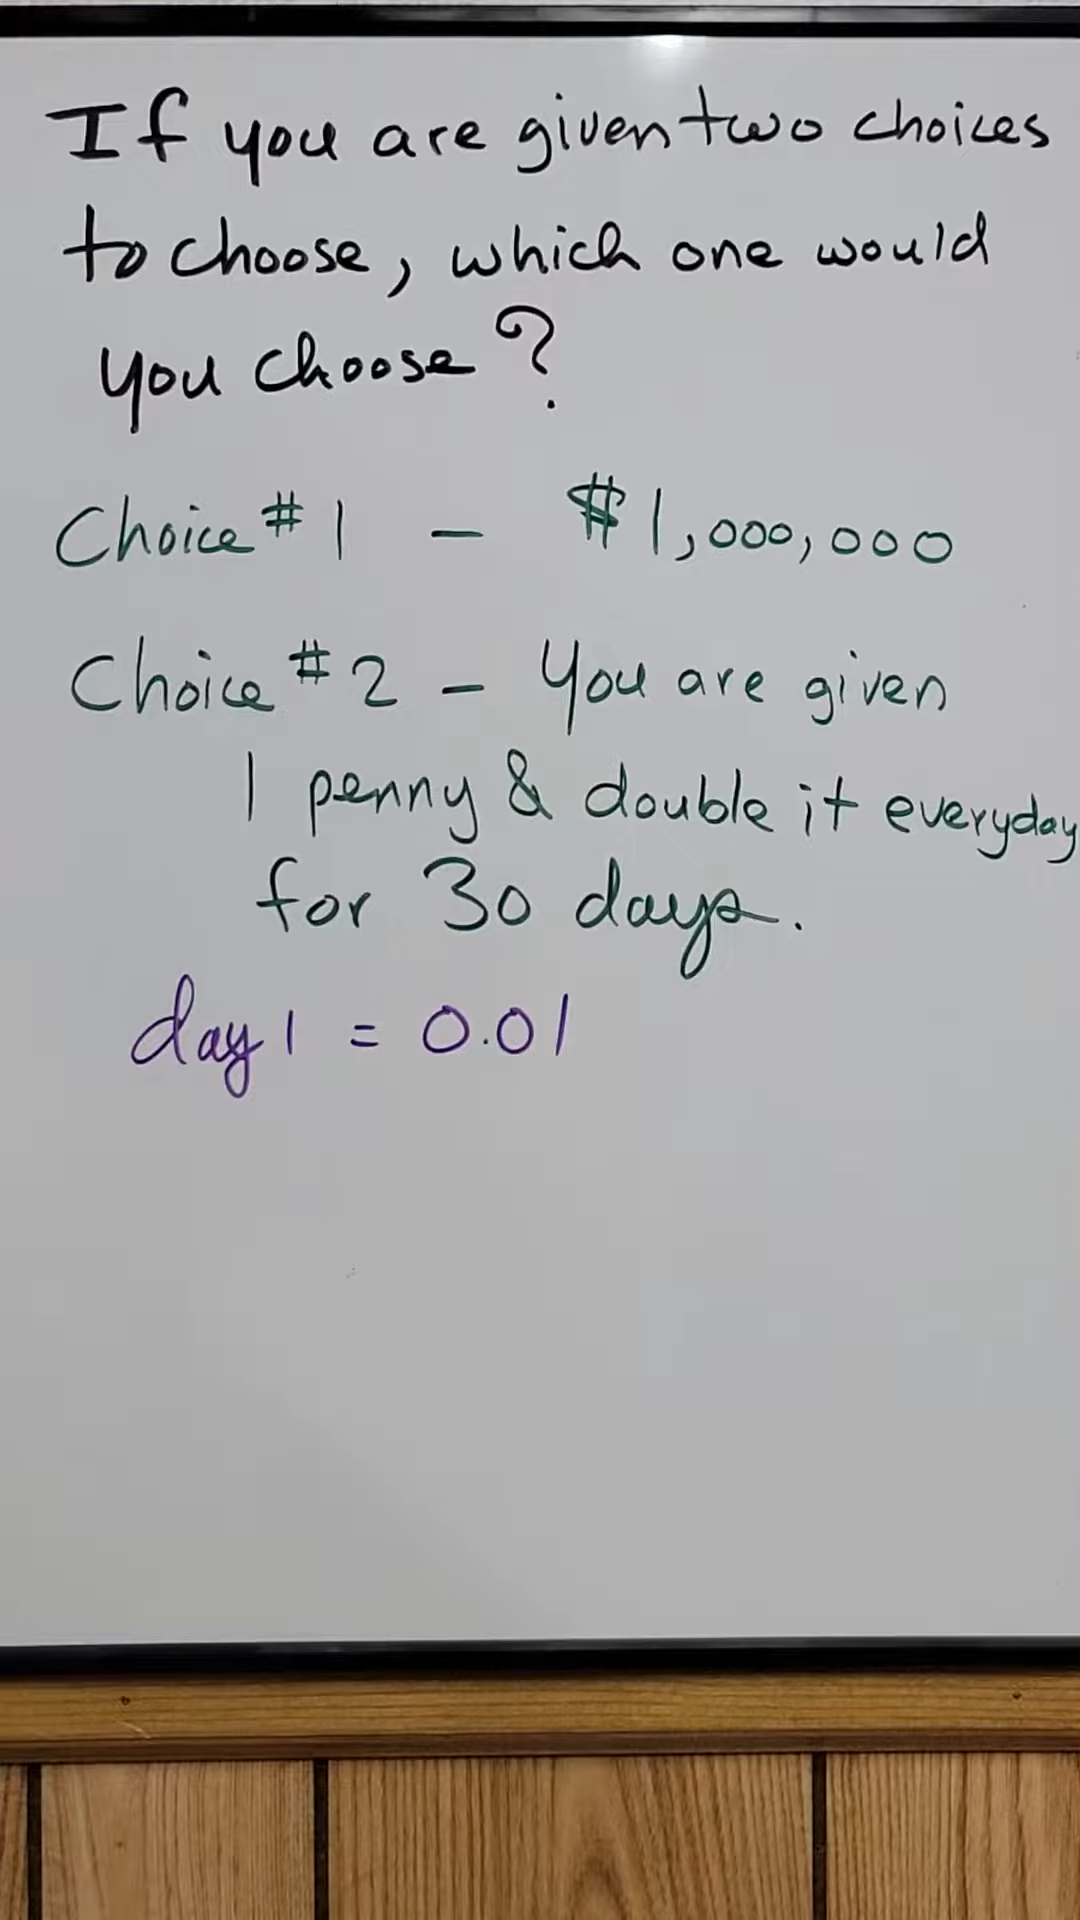 If you are given two choices
to choose, which one would
you choose?
Choice #1 - $1,000,000
Choice #2 - You are given
1 penny & double it everyday
for 30 days.
day 1 = 0.01